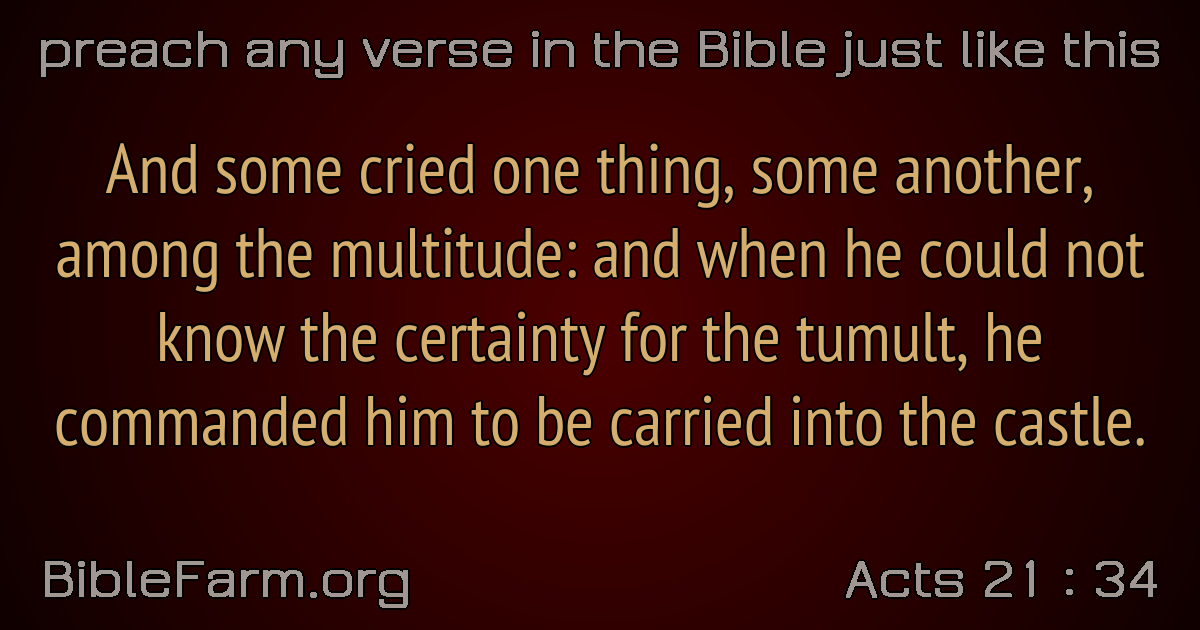 preach any verse in the Bible just like this
And some cried one thing, some another,
among the multitude: and when he could not
know the certainty for the tumult, he
commanded him to be carried into the castle.
BibleFarm.org
Acts 21 : 34